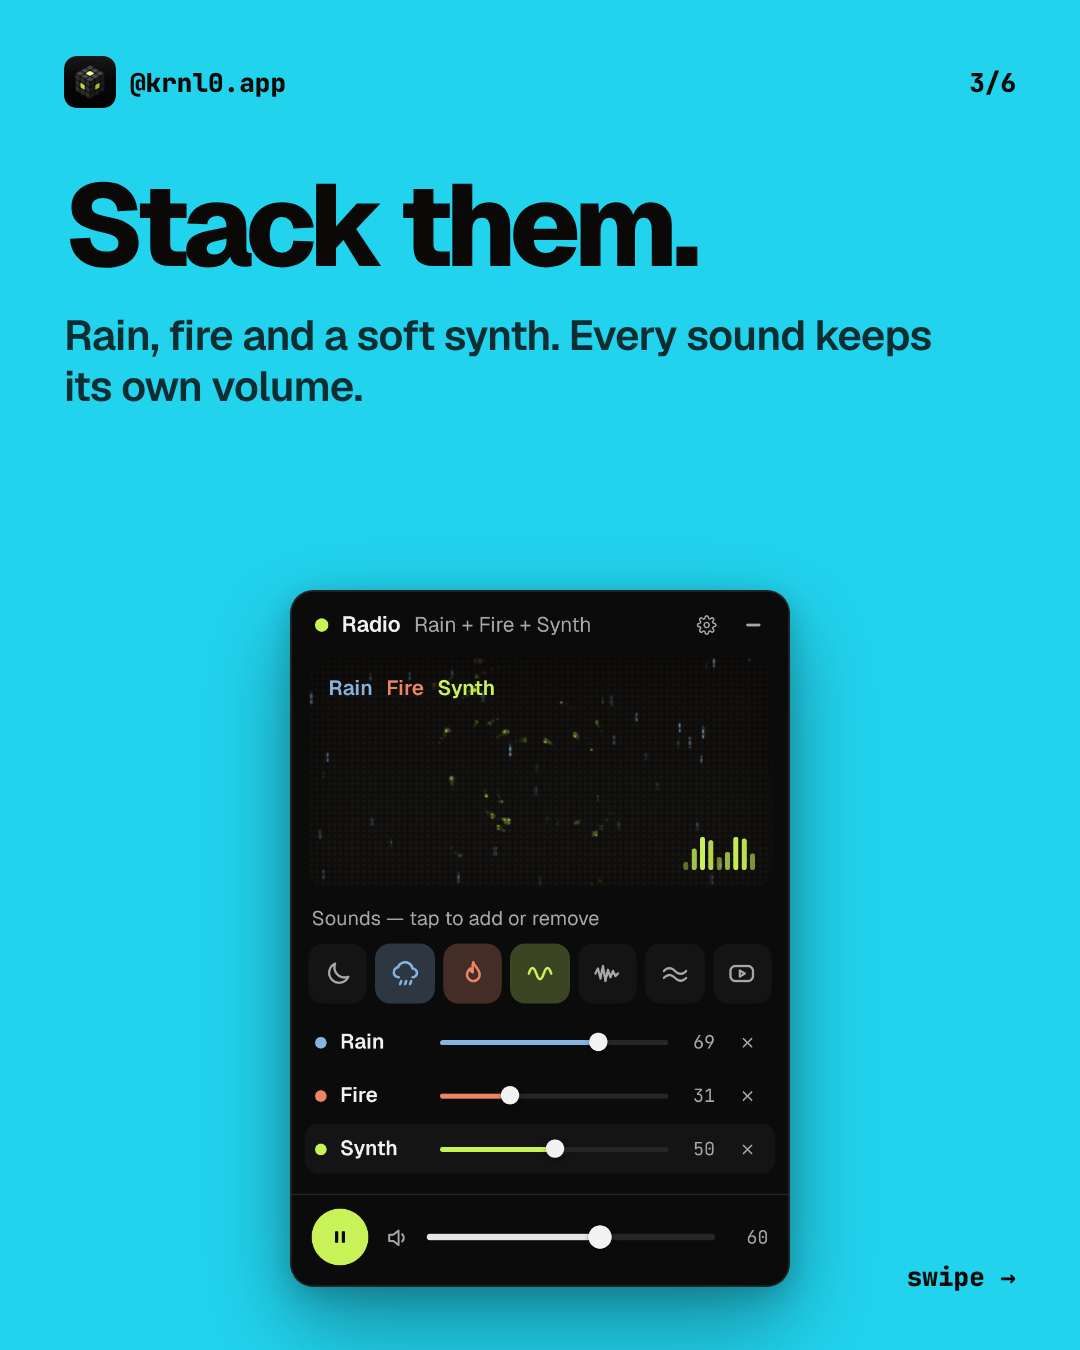 @krnl0.app
3/6
Stack them.
Rain, fire and a soft synth. Every sound keeps
its own volume.
Radio Rain + Fire + Synth
Rain Fire Synth
Sounds — tap to add or remove
Rain 69 ×
Fire 31 ×
Synth 50 ×
60
swipe →